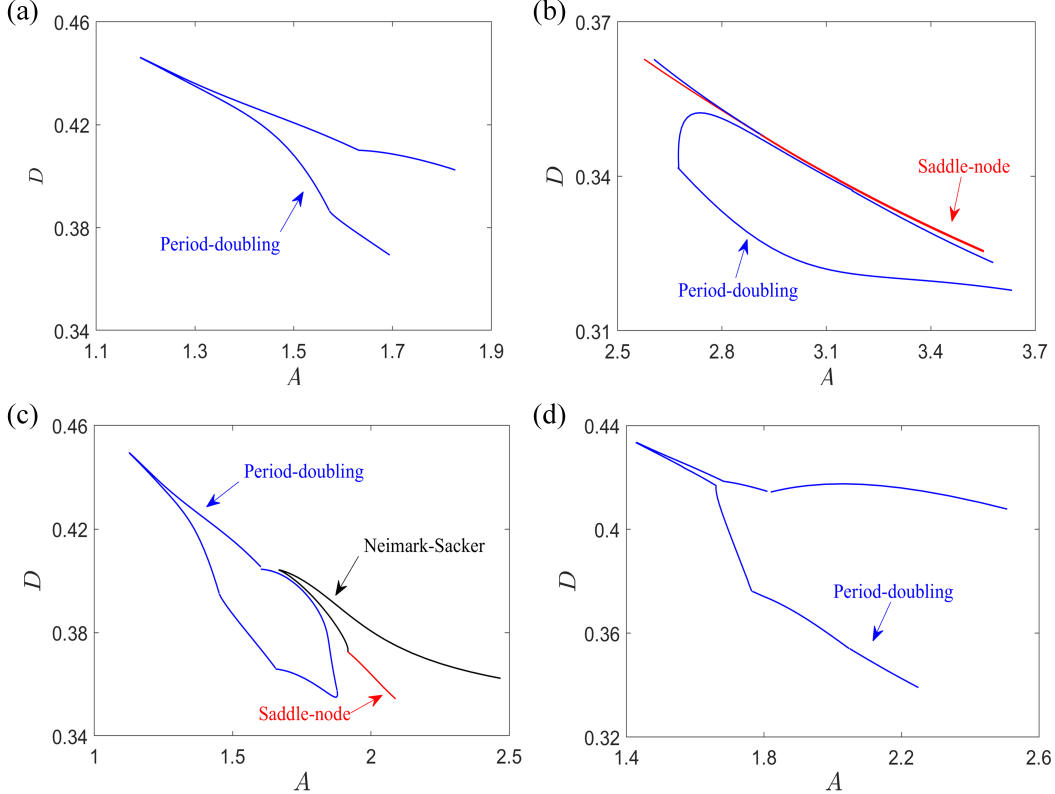 (a)
0.46
0.42
0.38
0.34
D
Period-doubling
1.1
1.3
1.5
1.7
1.9
A
(b)
0.37
0.34
0.31
D
Saddle-node
Period-doubling
2.5
2.8
3.1
3.4
3.7
A
(c)
0.46
0.42
0.38
0.34
D
Period-doubling
Neimark-Sacker
Saddle-node
1
1.5
2
2.5
A
(d)
0.44
0.4
0.36
0.32
D
Period-doubling
1.4
1.8
2.2
2.6
A